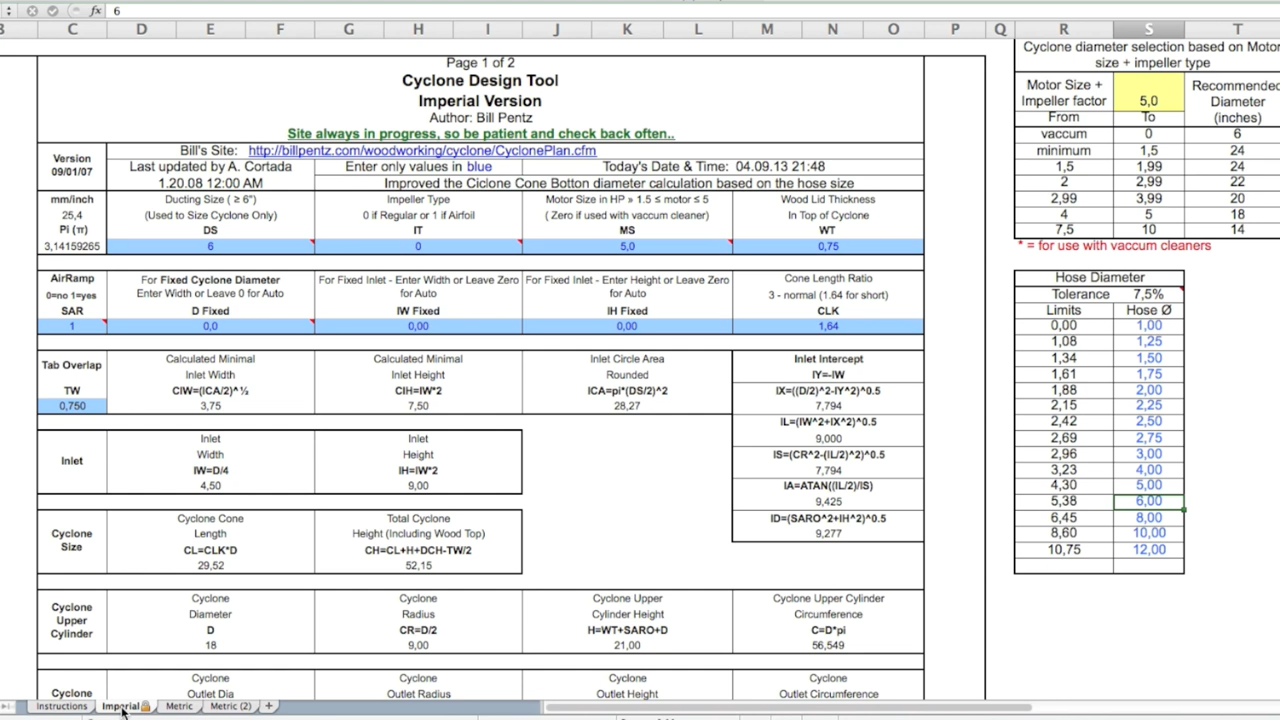 fx 6
B C D E F G H I J K L M N O P Q R S T
Page 1 of 2
Cyclone Design Tool
Imperial Version
Author: Bill Pentz
Site always in progress, so be patient and check back often..
Version
09/01/07
Bill's Site: http://billpentz.com/woodworking/cyclone/CyclonePlan.cfm
Last updated by A. Cortada Enter only values in blue Today's Date & Time: 04.09.13 21:48
1.20.08 12:00 AM Improved the Ciclone Cone Botton diameter calculation based on the hose size
mm/inch Ducting Size ( ≥ 6") Impeller Type Motor Size in HP » 1.5 ≤ motor ≤ 5 Wood Lid Thickness
25,4 (Used to Size Cyclone Only) 0 if Regular or 1 if Airfoil ( Zero if used with vaccum cleaner) In Top of Cyclone
Pi (π) DS IT MS WT
3,14159265 6 0 5,0 0,75
AirRamp For Fixed Cyclone Diameter For Fixed Inlet - Enter Width or Leave Zero For Fixed Inlet - Enter Height or Leave Zero Cone Length Ratio
0=no 1=yes Enter Width or Leave 0 for Auto for Auto for Auto 3 - normal (1.64 for short)
SAR D Fixed IW Fixed IH Fixed CLK
1 0,0 0,00 0,00 1,64
Tab Overlap Calculated Minimal Calculated Minimal Inlet Circle Area Inlet Intercept
Inlet Width Inlet Height Rounded IY=-IW
TW CIW=(ICA/2)^½ CIH=IW*2 ICA=pi*(DS/2)^2 IX=((D/2)^2-IY^2)^0.5
0,750 3,75 7,50 28,27 7,794
IL=(IW^2+IX^2)^0.5
9,000
IS=(CR^2-(IL/2)^2)^0.5
7,794
IA=ATAN((IL/2)/IS)
9,425
ID=(SARO^2+IH^2)^0.5
9,277
Inlet
Inlet Inlet
Width Height
IW=D/4 IH=IW*2
4,50 9,00
Cyclone
Size
Cyclone Cone Total Cyclone
Length Height (Including Wood Top)
CL=CLK*D CH=CL+H+DCH-TW/2
29,52 52,15
Cyclone
Upper
Cylinder
Cyclone Cyclone Cyclone Upper Cyclone Upper Cylinder
Diameter Radius Cylinder Height Circumference
D CR=D/2 H=WT+SARO+D C=D*pi
18 9,00 21,00 56,549
Cyclone Cyclone Cyclone Cyclone
Cyclone Outlet Dia Outlet Radius Outlet Height Outlet Circumference
Cyclone diameter selection based on Motor
size + impeller type
Motor Size + Recommended
Impeller factor 5,0 Diameter
From To (inches)
vaccum 0 6
minimum 1,5 24
1,5 1,99 24
2 2,99 22
2,99 3,99 20
4 5 18
7,5 10 14
* = for use with vaccum cleaners
Hose Diameter
Tolerance 7,5%
Limits Hose Ø
0,00 1,00
1,08 1,25
1,34 1,50
1,61 1,75
1,88 2,00
2,15 2,25
2,42 2,50
2,69 2,75
2,96 3,00
3,23 4,00
4,30 5,00
5,38 6,00
6,45 8,00
8,60 10,00
10,75 12,00
Instructions Imperial Metric Metric (2) +